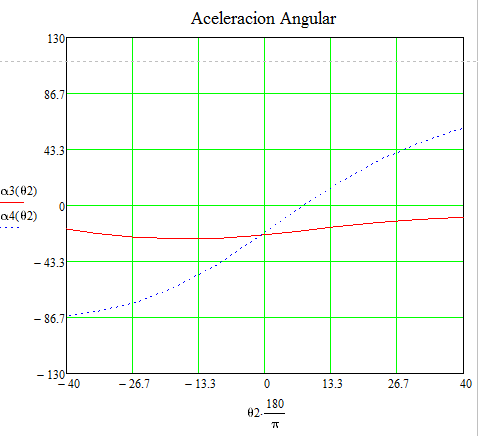 Aceleracion Angular
130
86.7
43.3
0
− 43.3
− 86.7
− 130
α3(θ2)
α4(θ2)
− 40 − 26.7 − 13.3 0 13.3 26.7 40
θ2·180/π